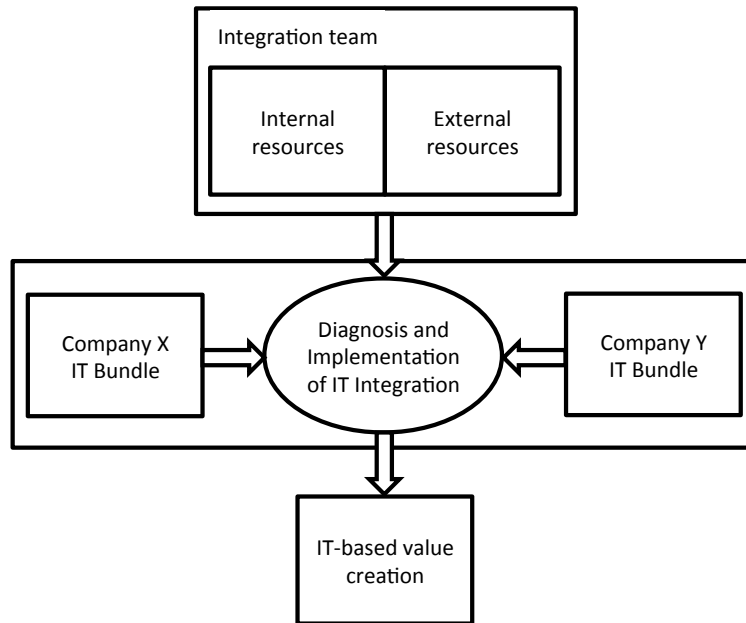 Integration team
Internal
resources
External
resources
Company X
IT Bundle
Diagnosis and
Implementation
of IT Integration
Company Y
IT Bundle
IT-based value
creation